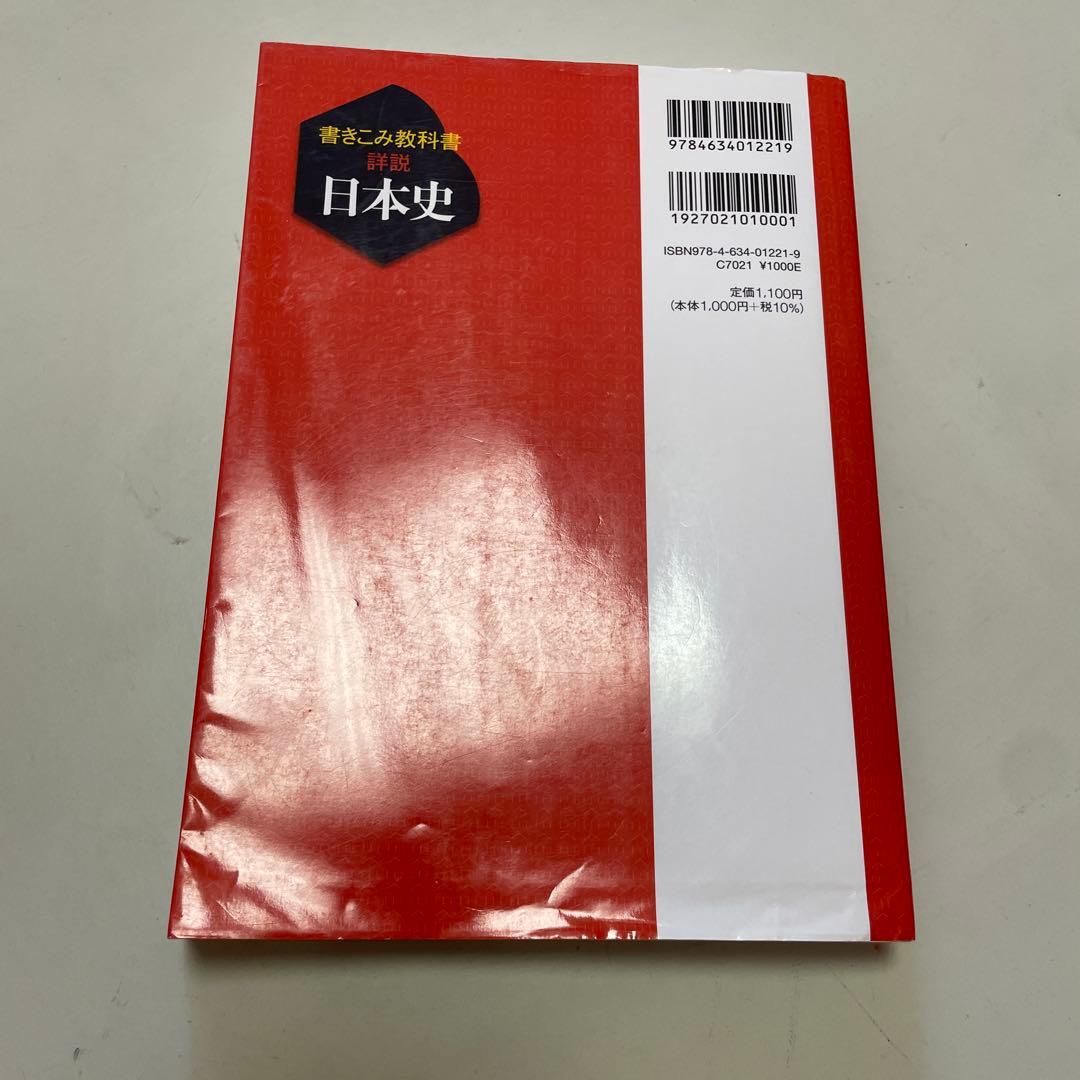 書きこみ教科書
詳説
日本史
9784634012219
1927021010001
ISBN978-4-634-01221-9
C7021 ¥1000E
定価1,100円
(本体1,000円+税10%)